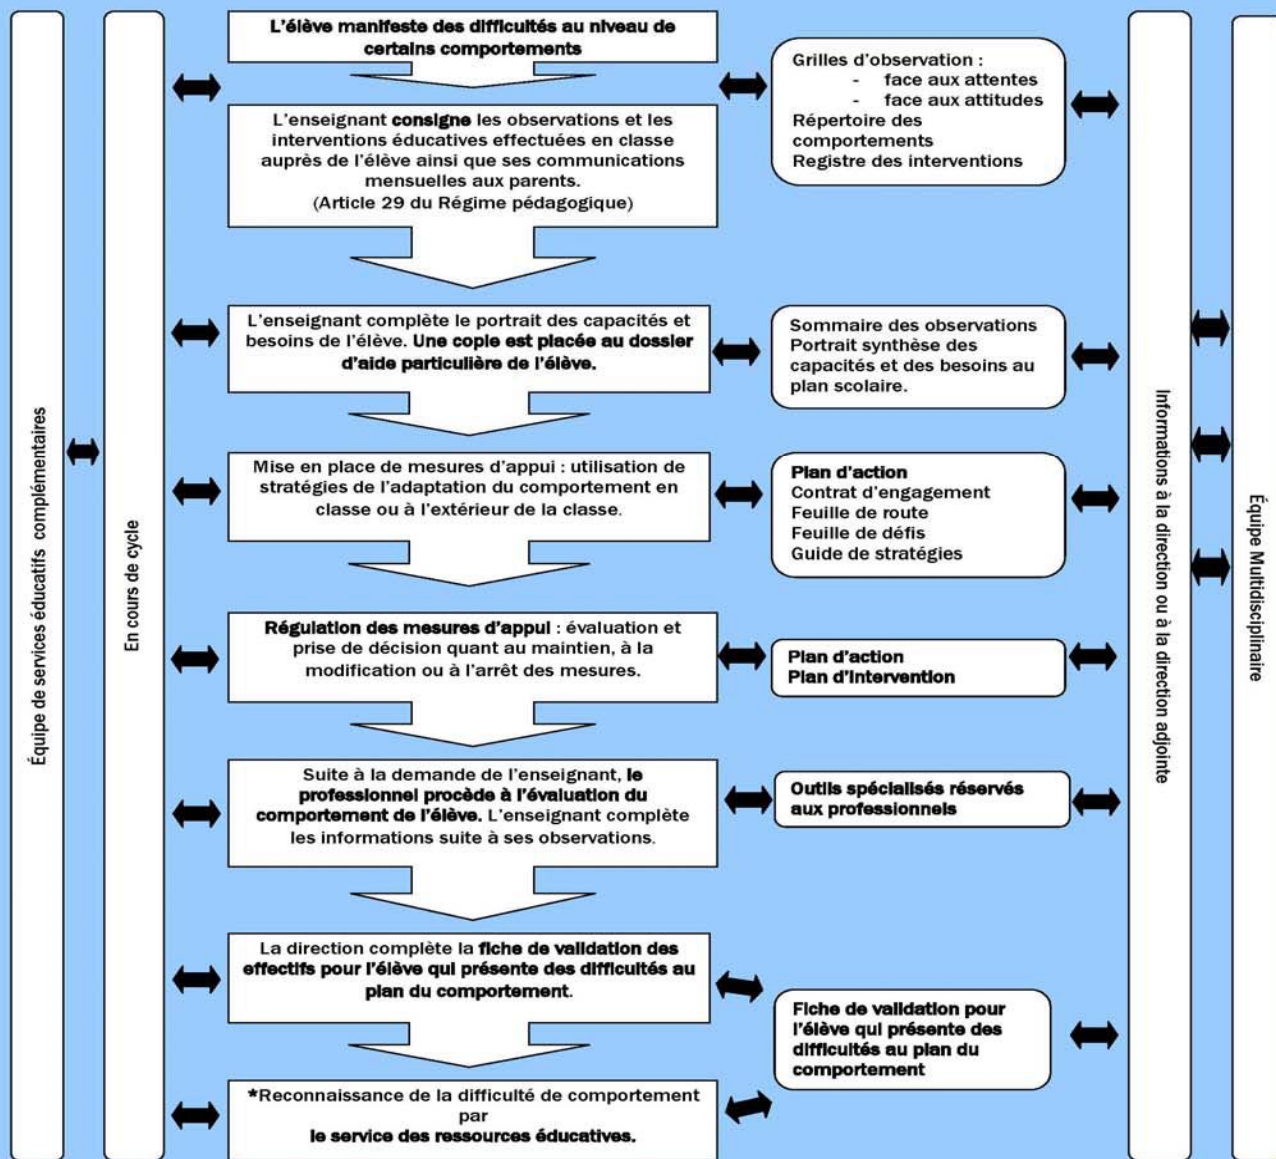 Équipe de services éducatifs complémentaires
En cours de cycle
L'élève manifeste des difficultés au niveau de
certains comportements
Grilles d'observation :
- face aux attentes
- face aux attitudes
Répertoire des
comportements
Registre des interventions
L'enseignant consigne les observations et les
interventions éducatives effectuées en classe
auprès de l'élève ainsi que ses communications
mensuelles aux parents.
(Article 29 du Régime pédagogique)
L'enseignant complète le portrait des capacités et
besoins de l'élève. Une copie est placée au dossier
d'aide particulière de l'élève.
Sommaire des observations
Portrait synthèse des
capacités et des besoins au
plan scolaire.
Mise en place de mesures d'appui : utilisation de
stratégies de l'adaptation du comportement en
classe ou à l'extérieur de la classe.
Plan d'action
Contrat d'engagement
Feuille de route
Feuille de défis
Guide de stratégies
Régulation des mesures d'appui : évaluation et
prise de décision quant au maintien, à la
modification ou à l'arrêt des mesures.
Plan d'action
Plan d'intervention
Suite à la demande de l'enseignant, le
professionnel procède à l'évaluation du
comportement de l'élève. L'enseignant complète
les informations suite à ses observations.
Outils spécialisés réservés
aux professionnels
La direction complète la fiche de validation des
effectifs pour l'élève qui présente des difficultés au
plan du comportement.
Fiche de validation pour
l'élève qui présente des
difficultés au plan du
comportement
*Reconnaissance de la difficulté de comportement
par
le service des ressources éducatives.
Informations à la direction ou à la direction adjointe
Équipe Multidisciplinaire